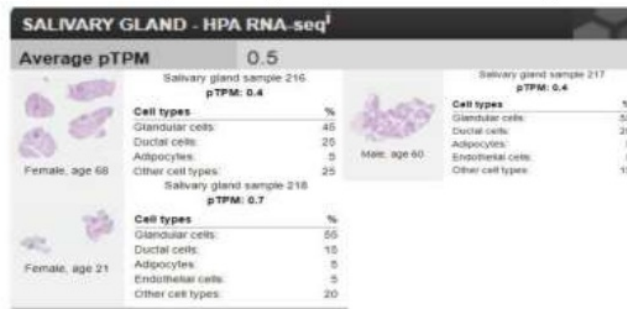 SALIVARY GLAND - HPA RNA-seqi
Average pTPM 0.5
Salivary gland sample 216
pTPM: 0.4
Cell types %
Glandular cells: 45
Ductal cells: 25
Adipocytes: 5
Other cell types: 25
Female, age 68
Salivary gland sample 217
pTPM: 0.4
Cell types %
Glandular cells:
Ductal cells:
Adipocytes:
Endothelial cells:
Other cell types:
Male, age 60
Salivary gland sample 218
pTPM: 0.7
Cell types %
Glandular cells: 55
Ductal cells: 15
Adipocytes: 5
Endothelial cells: 5
Other cell types: 20
Female, age 21